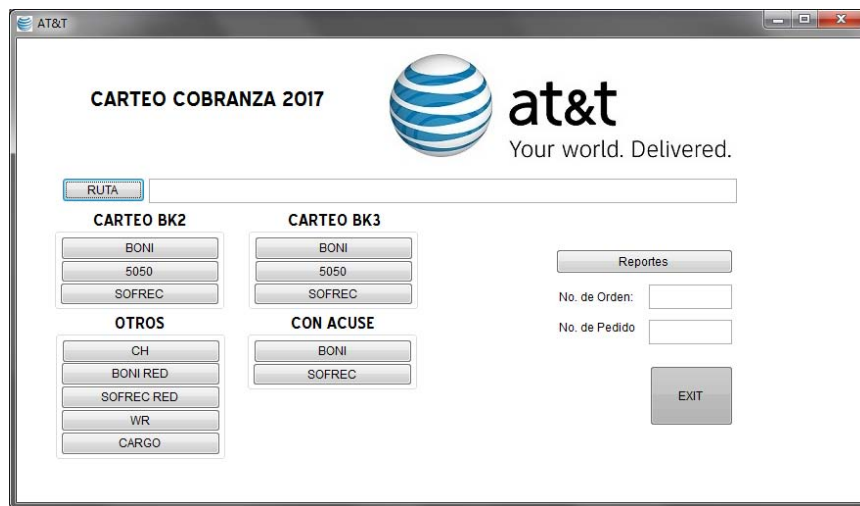 AT&T
CARTEO COBRANZA 2017
at&t
Your world. Delivered.
RUTA
CARTEO BK2
BONI
5050
SOFREC
CARTEO BK3
BONI
5050
SOFREC
OTROS
CH
BONI RED
SOFREC RED
WR
CARGO
CON ACUSE
BONI
SOFREC
Reportes
No. de Orden:
No. de Pedido
EXIT